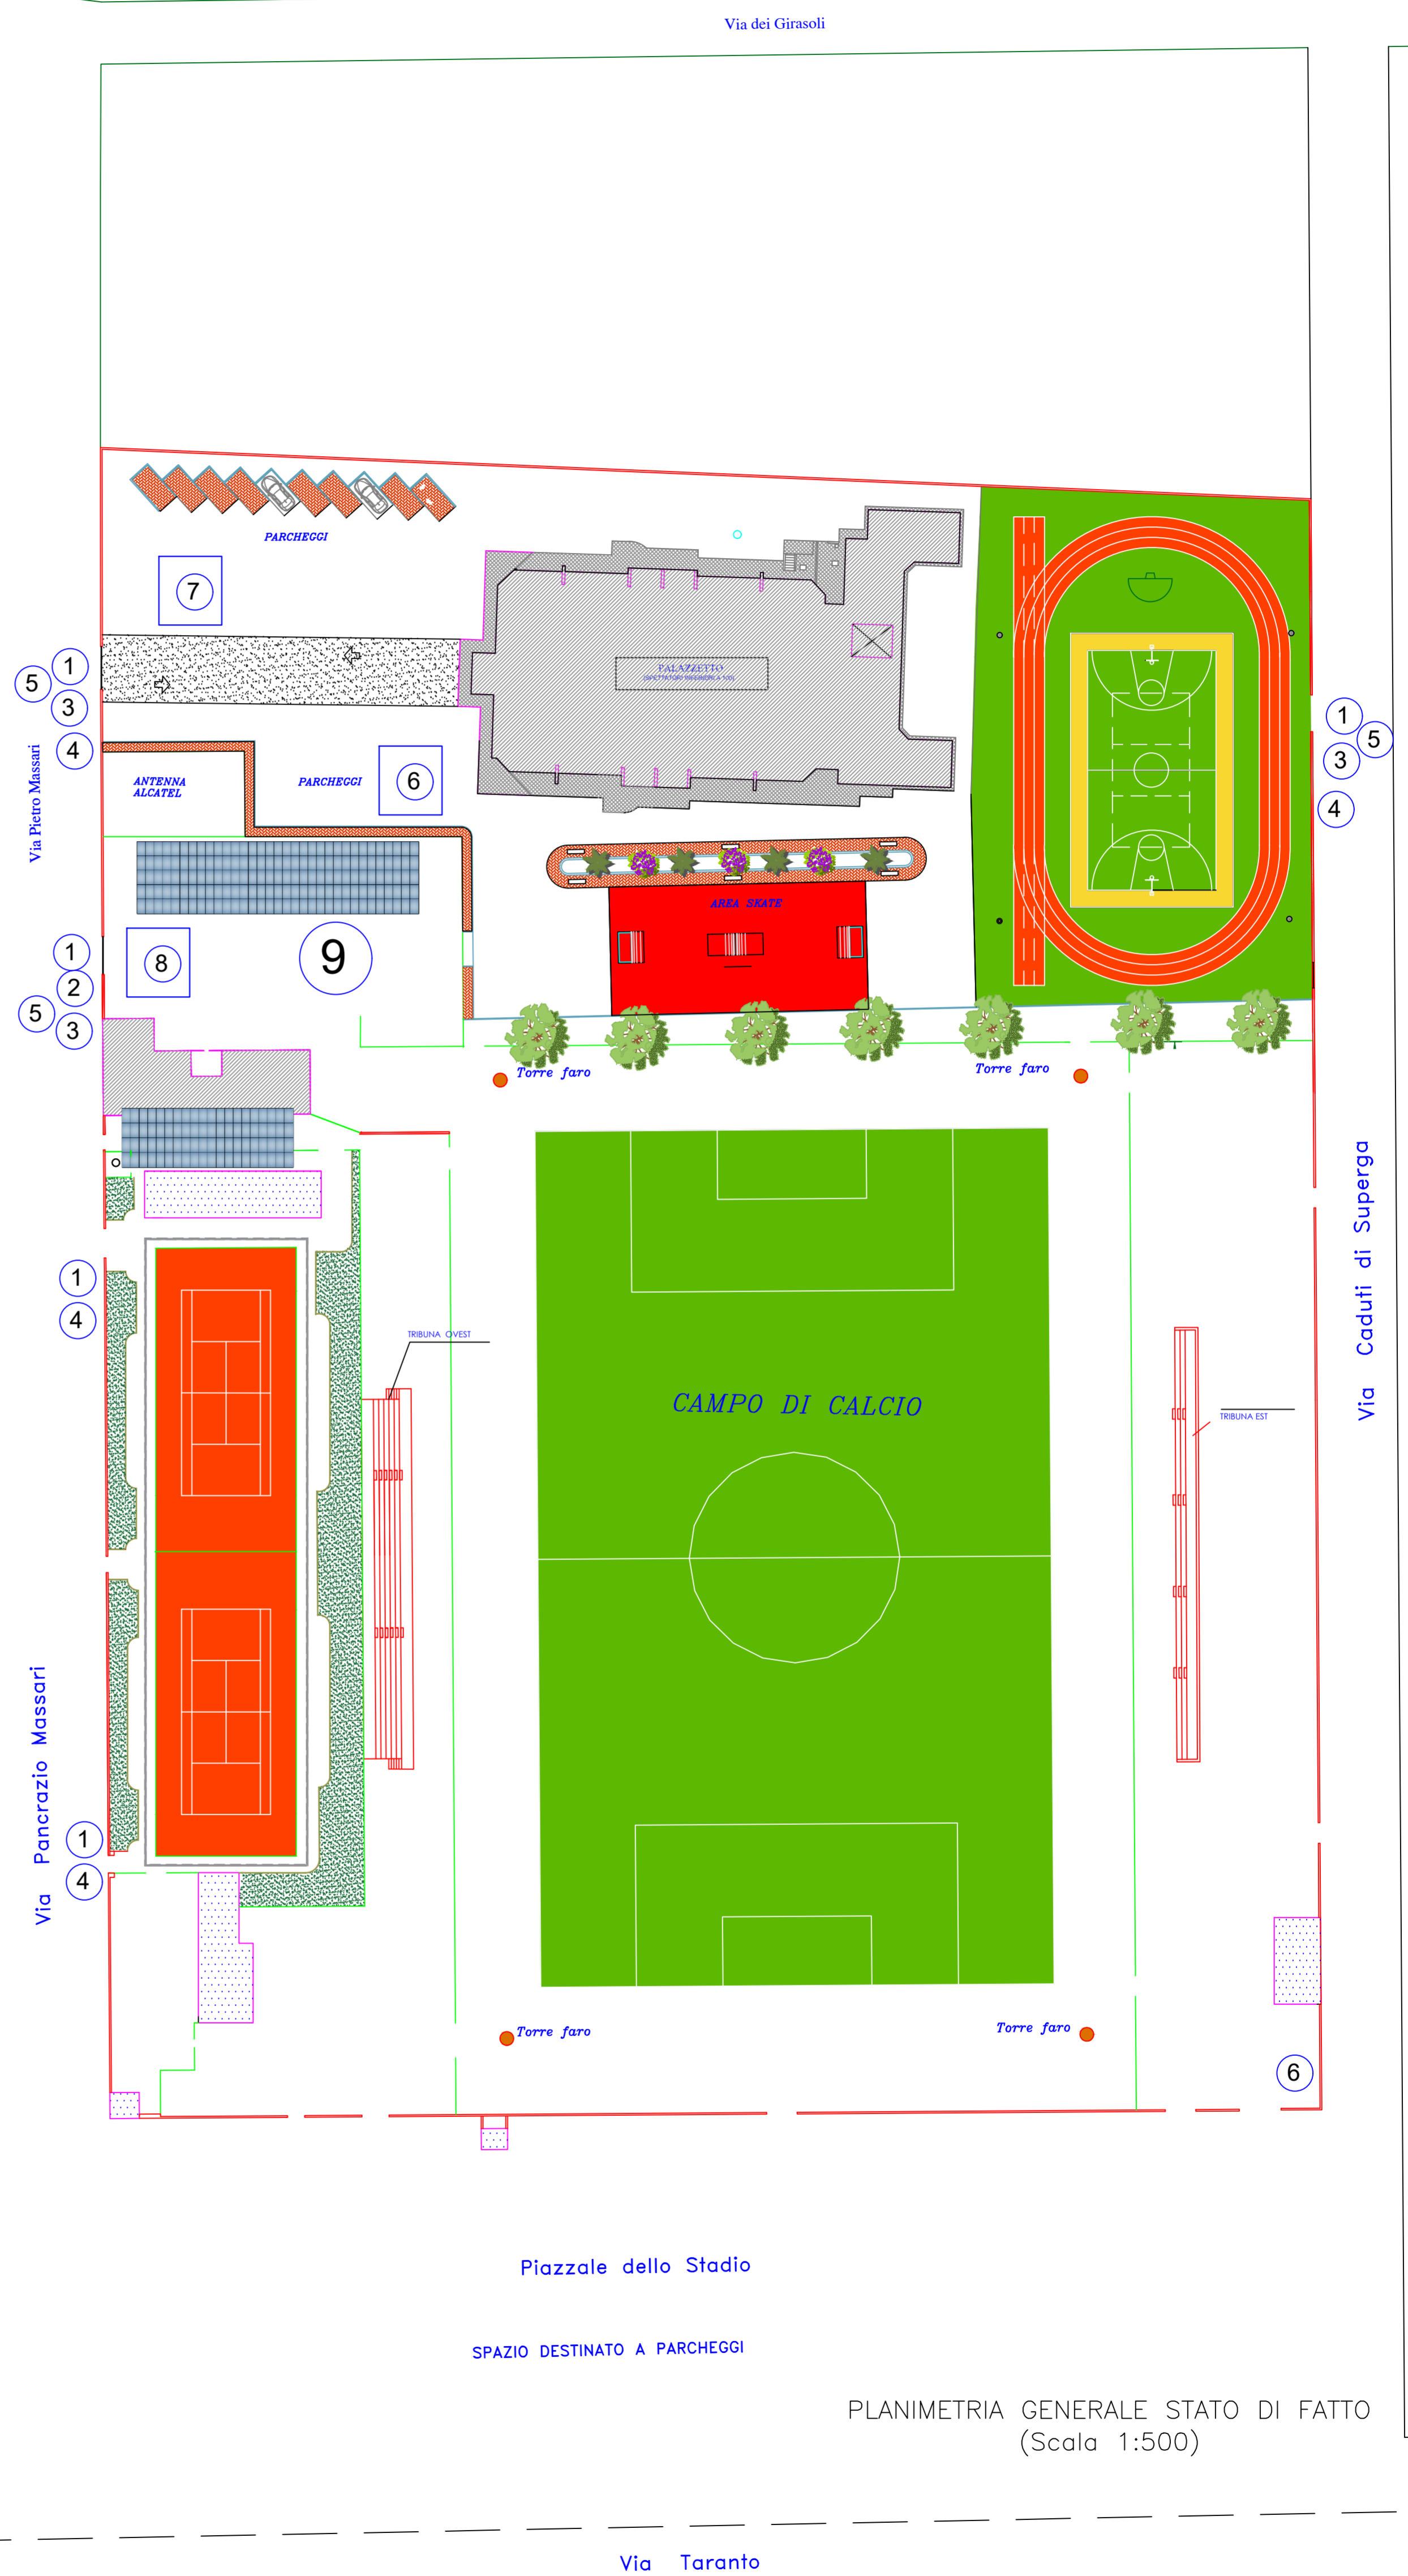 Via dei Girasoli
PARCHEGGI
7
PALAZZETTO
1
5
3
4
Via Pietro Massari
ANTENNA
ALCATEL
PARCHEGGI
6
1
5
3
4
AREA SKATE
1
2
5
3
8
9
Torre faro
Torre faro
Via Caduti di Superga
1
4
TRIBUNA OVEST
CAMPO DI CALCIO
TRIBUNA EST
Via Pancrazio Massari
1
4
Torre faro
Torre faro
6
Piazzale dello Stadio
SPAZIO DESTINATO A PARCHEGGI
PLANIMETRIA GENERALE STATO DI FATTO
(Scala 1:500)
Via Taranto